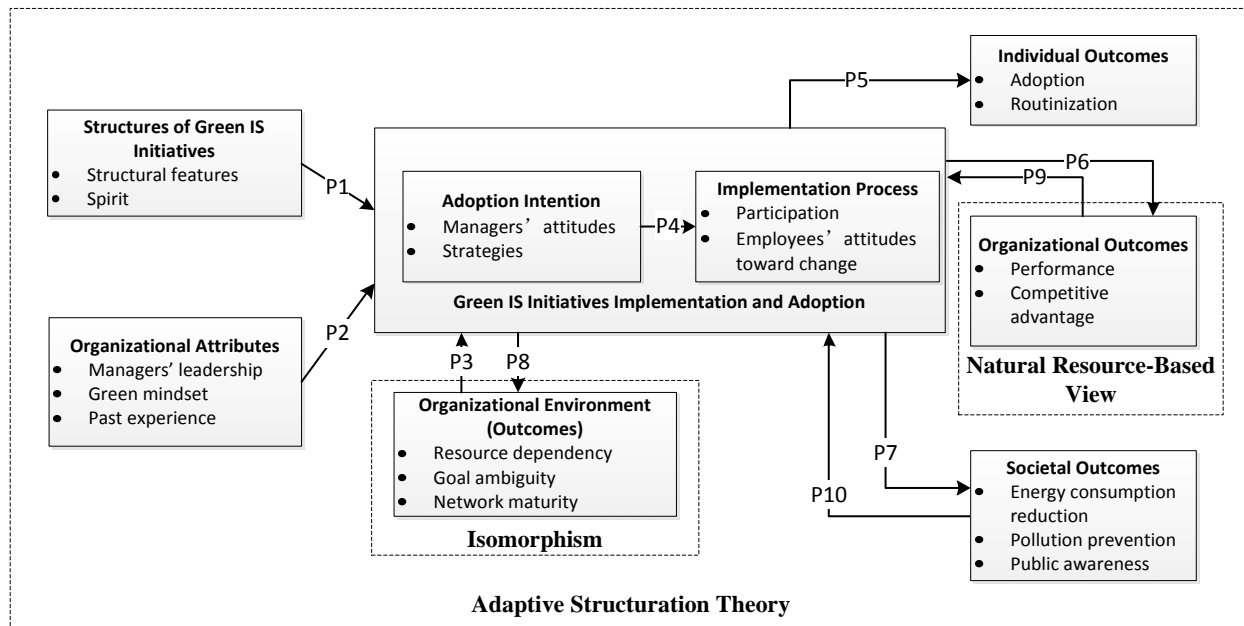 Structures of Green IS
Initiatives
• Structural features
• Spirit
P1
Organizational Attributes
• Managers’ leadership
• Green mindset
• Past experience
P2
Adoption Intention
• Managers’ attitudes
• Strategies
P4
Implementation Process
• Participation
• Employees’ attitudes
toward change
Green IS Initiatives Implementation and Adoption
P3
P8
Organizational Environment
(Outcomes)
• Resource dependency
• Goal ambiguity
• Network maturity
Isomorphism
P5
Individual Outcomes
• Adoption
• Routinization
P6
P9
Organizational Outcomes
• Performance
• Competitive
advantage
Natural Resource-Based
View
P7
P10
Societal Outcomes
• Energy consumption
reduction
• Pollution prevention
• Public awareness
Adaptive Structuration Theory